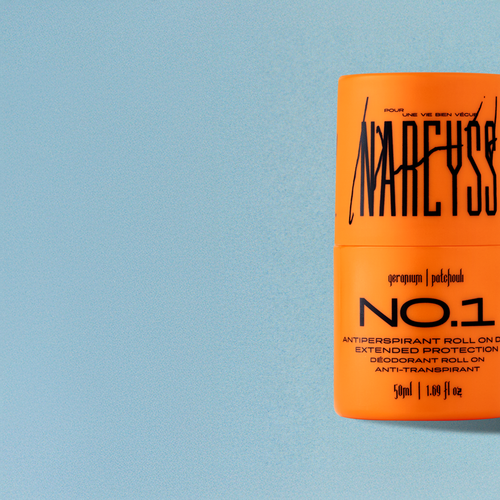 POUR
UNE VIE BIEN VÉCUE
NARCYSS
geranium | patchouli
NO.1
ANTIPERSPIRANT ROLL ON D
EXTENDED PROTECTION
DÉODORANT ROLL ON
ANTI-TRANSPIRANT
50ml | 1.69 fl oz